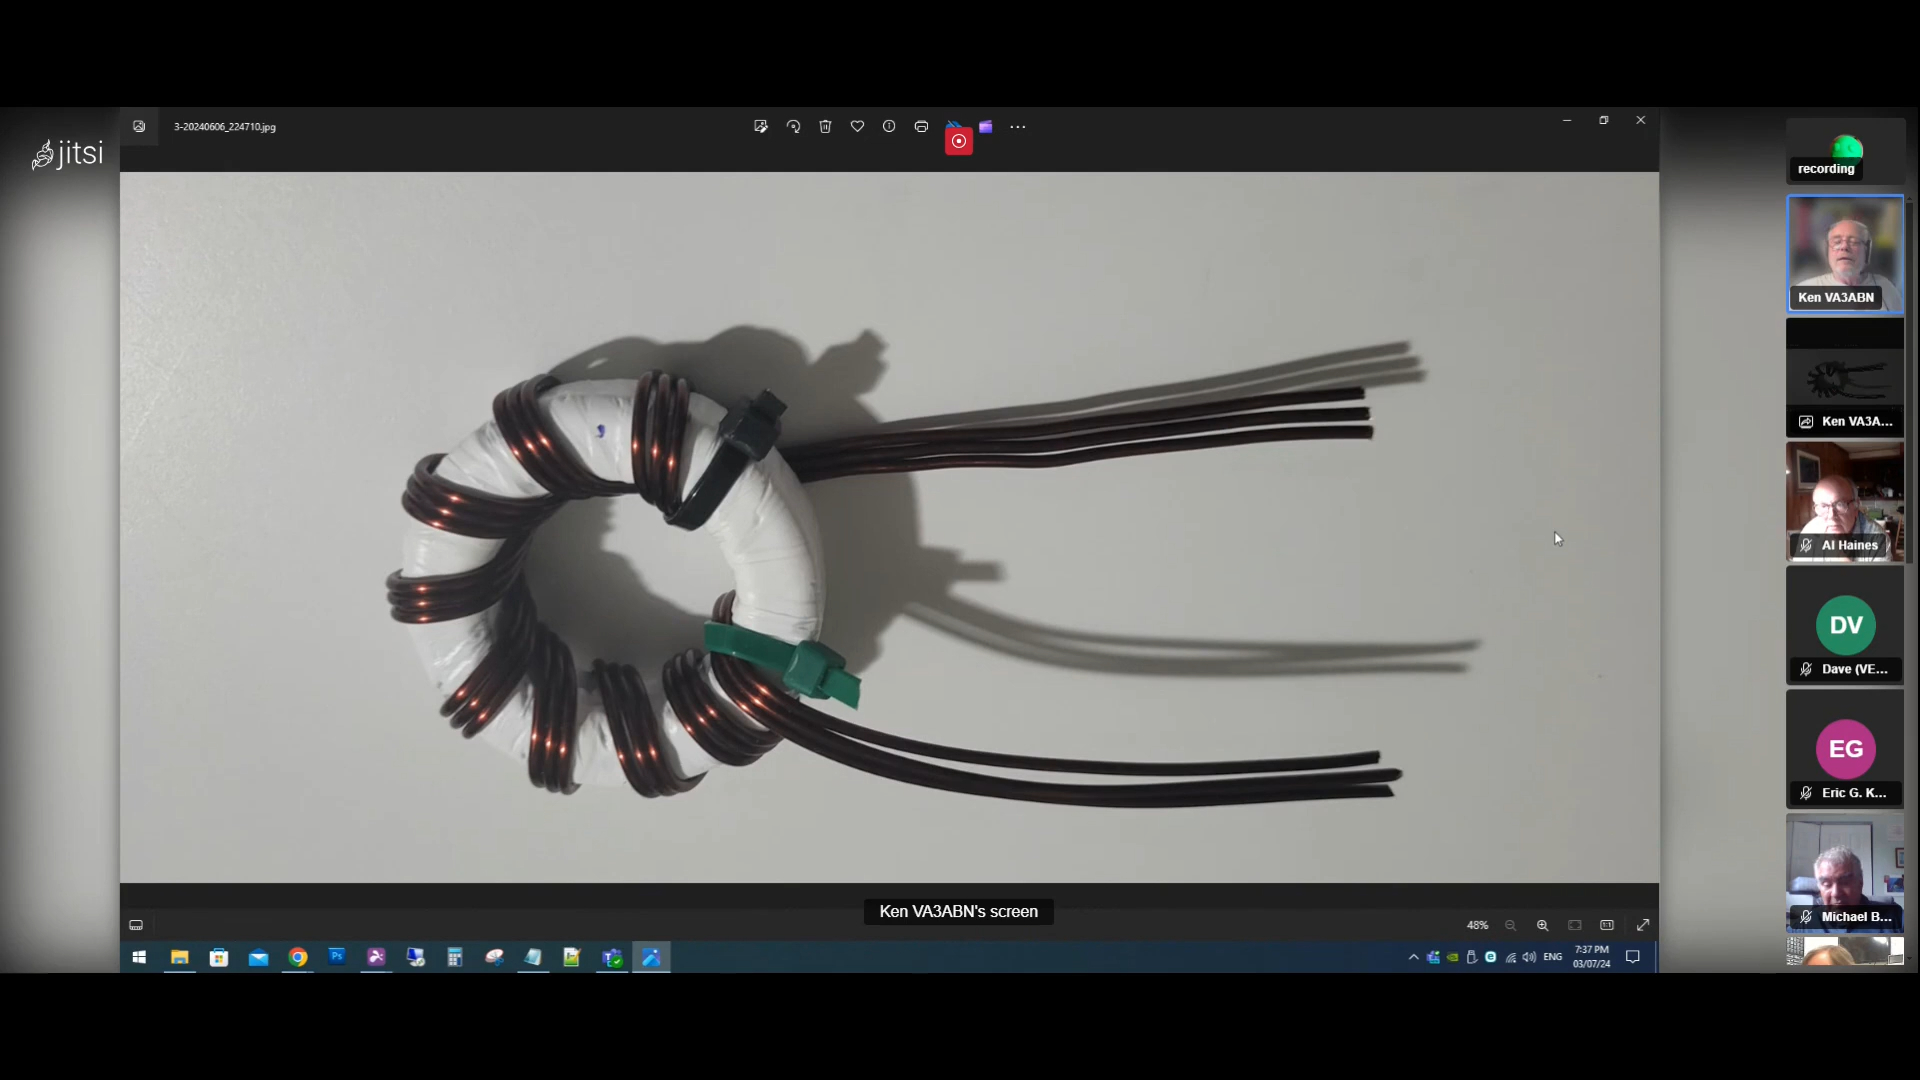 3-20240606_224710.jpg
jitsi
recording
Ken VA3ABN
Ken VA3A...
Al Haines
DV
Dave (VE...
EG
Eric G. K...
Michael B...
Ken VA3ABN's screen
48%
Ps
ENG
7:37 PM
03/07/24